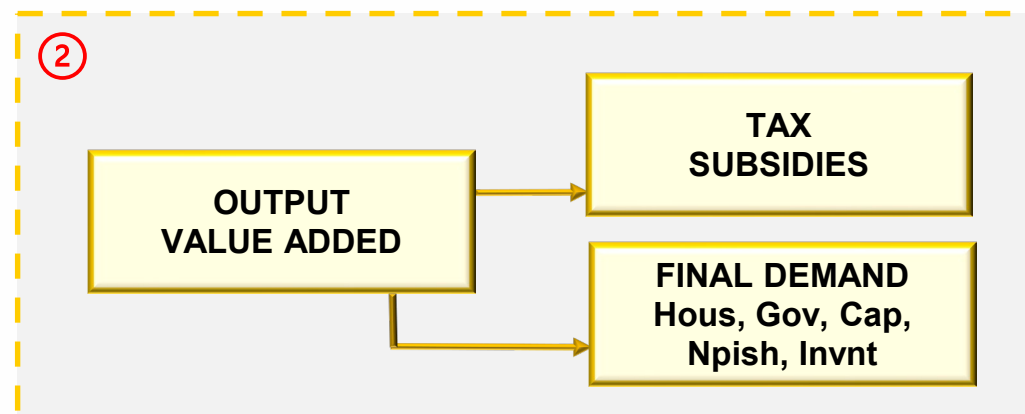 2
OUTPUT
VALUE ADDED
TAX
SUBSIDIES
FINAL DEMAND
Hous, Gov, Cap,
Npish, Invnt